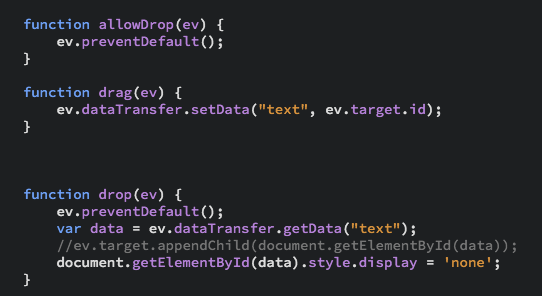 function allowDrop(ev) {
    ev.preventDefault();
}
function drag(ev) {
    ev.dataTransfer.setData("text", ev.target.id);
}
function drop(ev) {
    ev.preventDefault();
    var data = ev.dataTransfer.getData("text");
    //ev.target.appendChild(document.getElementById(data));
    document.getElementById(data).style.display = 'none';
}